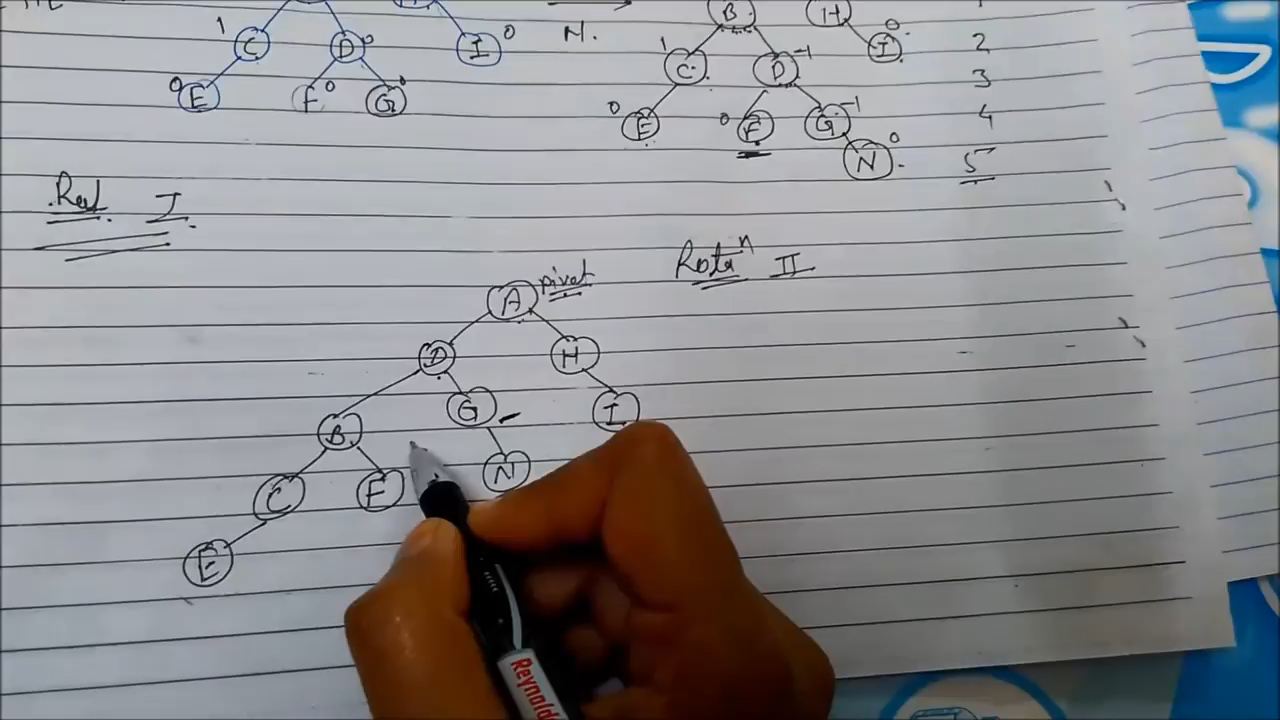 B H
1 C D 0 I 0 N. 1 C D -1 I 0 2
3
0 E F 0 G 0 0 E 0 F G -1 4
N 0 5
Rot I.
Rotaⁿ II
A pivot
D H
G I
B
N
C F
E
Reynolds